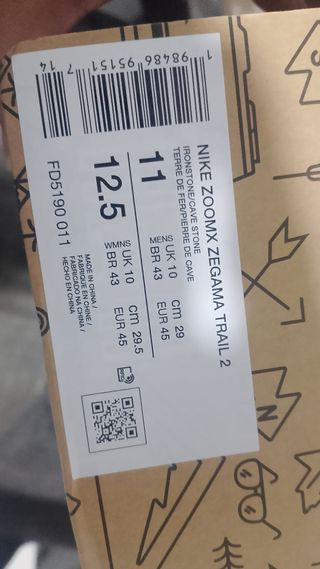 1 98486 95151 7 14
NIKE ZOOMX ZEGAMA TRAIL 2
IRONSTONE/CAVE STONE
TERRE DE FER/PIERRE DE CAVE
11 MENS UK 10 cm 29
BR 43 EUR 45
12.5 WMNS UK 10 cm 29.5
BR 43 EUR 45
FD5190 011
MADE IN CHINA /
FABRIQUE EN CHINE /
FABRICADO NA CHINA /
HECHO EN CHINA
N